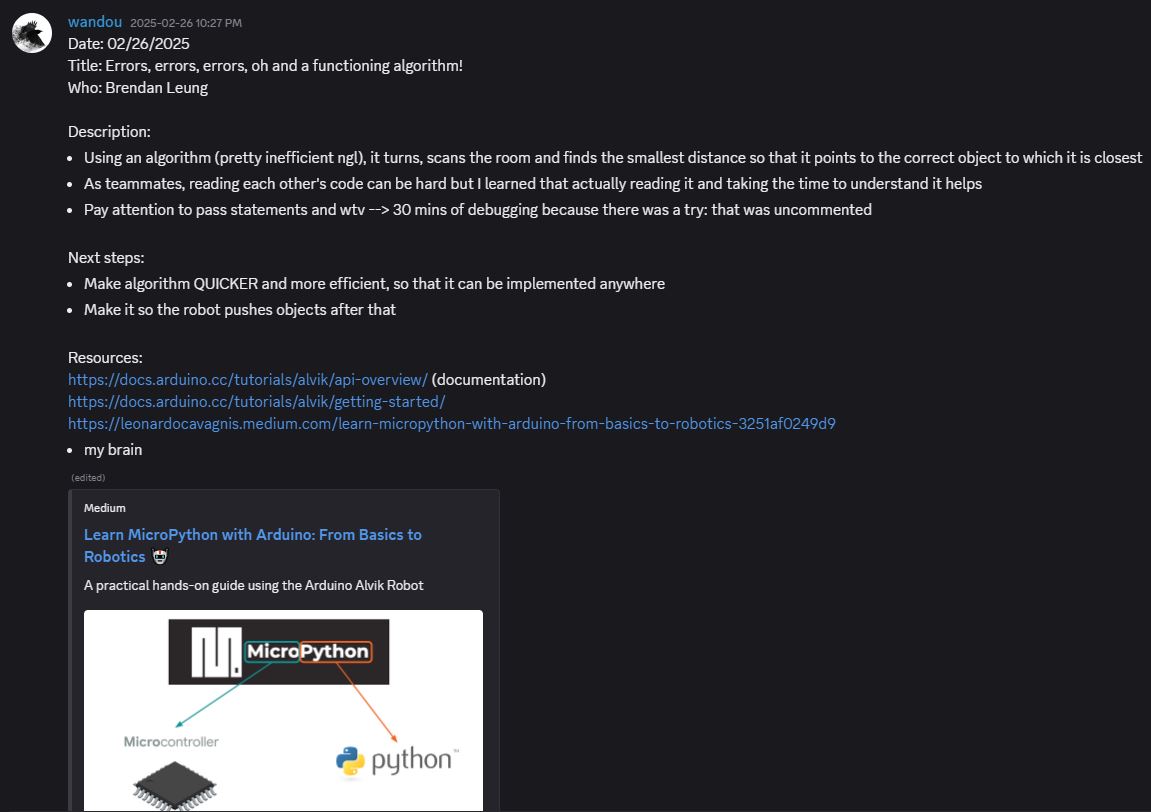 wandou 2025-02-26 10:27 PM
Date: 02/26/2025
Title: Errors, errors, errors, oh and a functioning algorithm!
Who: Brendan Leung
Description:
• Using an algorithm (pretty inefficient ngl), it turns, scans the room and finds the smallest distance so that it points to the correct object to which it is closest
• As teammates, reading each other's code can be hard but I learned that actually reading it and taking the time to understand it helps
• Pay attention to pass statements and wtv --> 30 mins of debugging because there was a try: that was uncommented
Next steps:
• Make algorithm QUICKER and more efficient, so that it can be implemented anywhere
• Make it so the robot pushes objects after that
Resources:
https://docs.arduino.cc/tutorials/alvik/api-overview/ (documentation)
https://docs.arduino.cc/tutorials/alvik/getting-started/
https://leonardocavagnis.medium.com/learn-micropython-with-arduino-from-basics-to-robotics-3251af0249d9
• my brain
(edited)
Medium
Learn MicroPython with Arduino: From Basics to
Robotics 🤖
A practical hands-on guide using the Arduino Alvik Robot
MicroPython
Microcontroller
python™